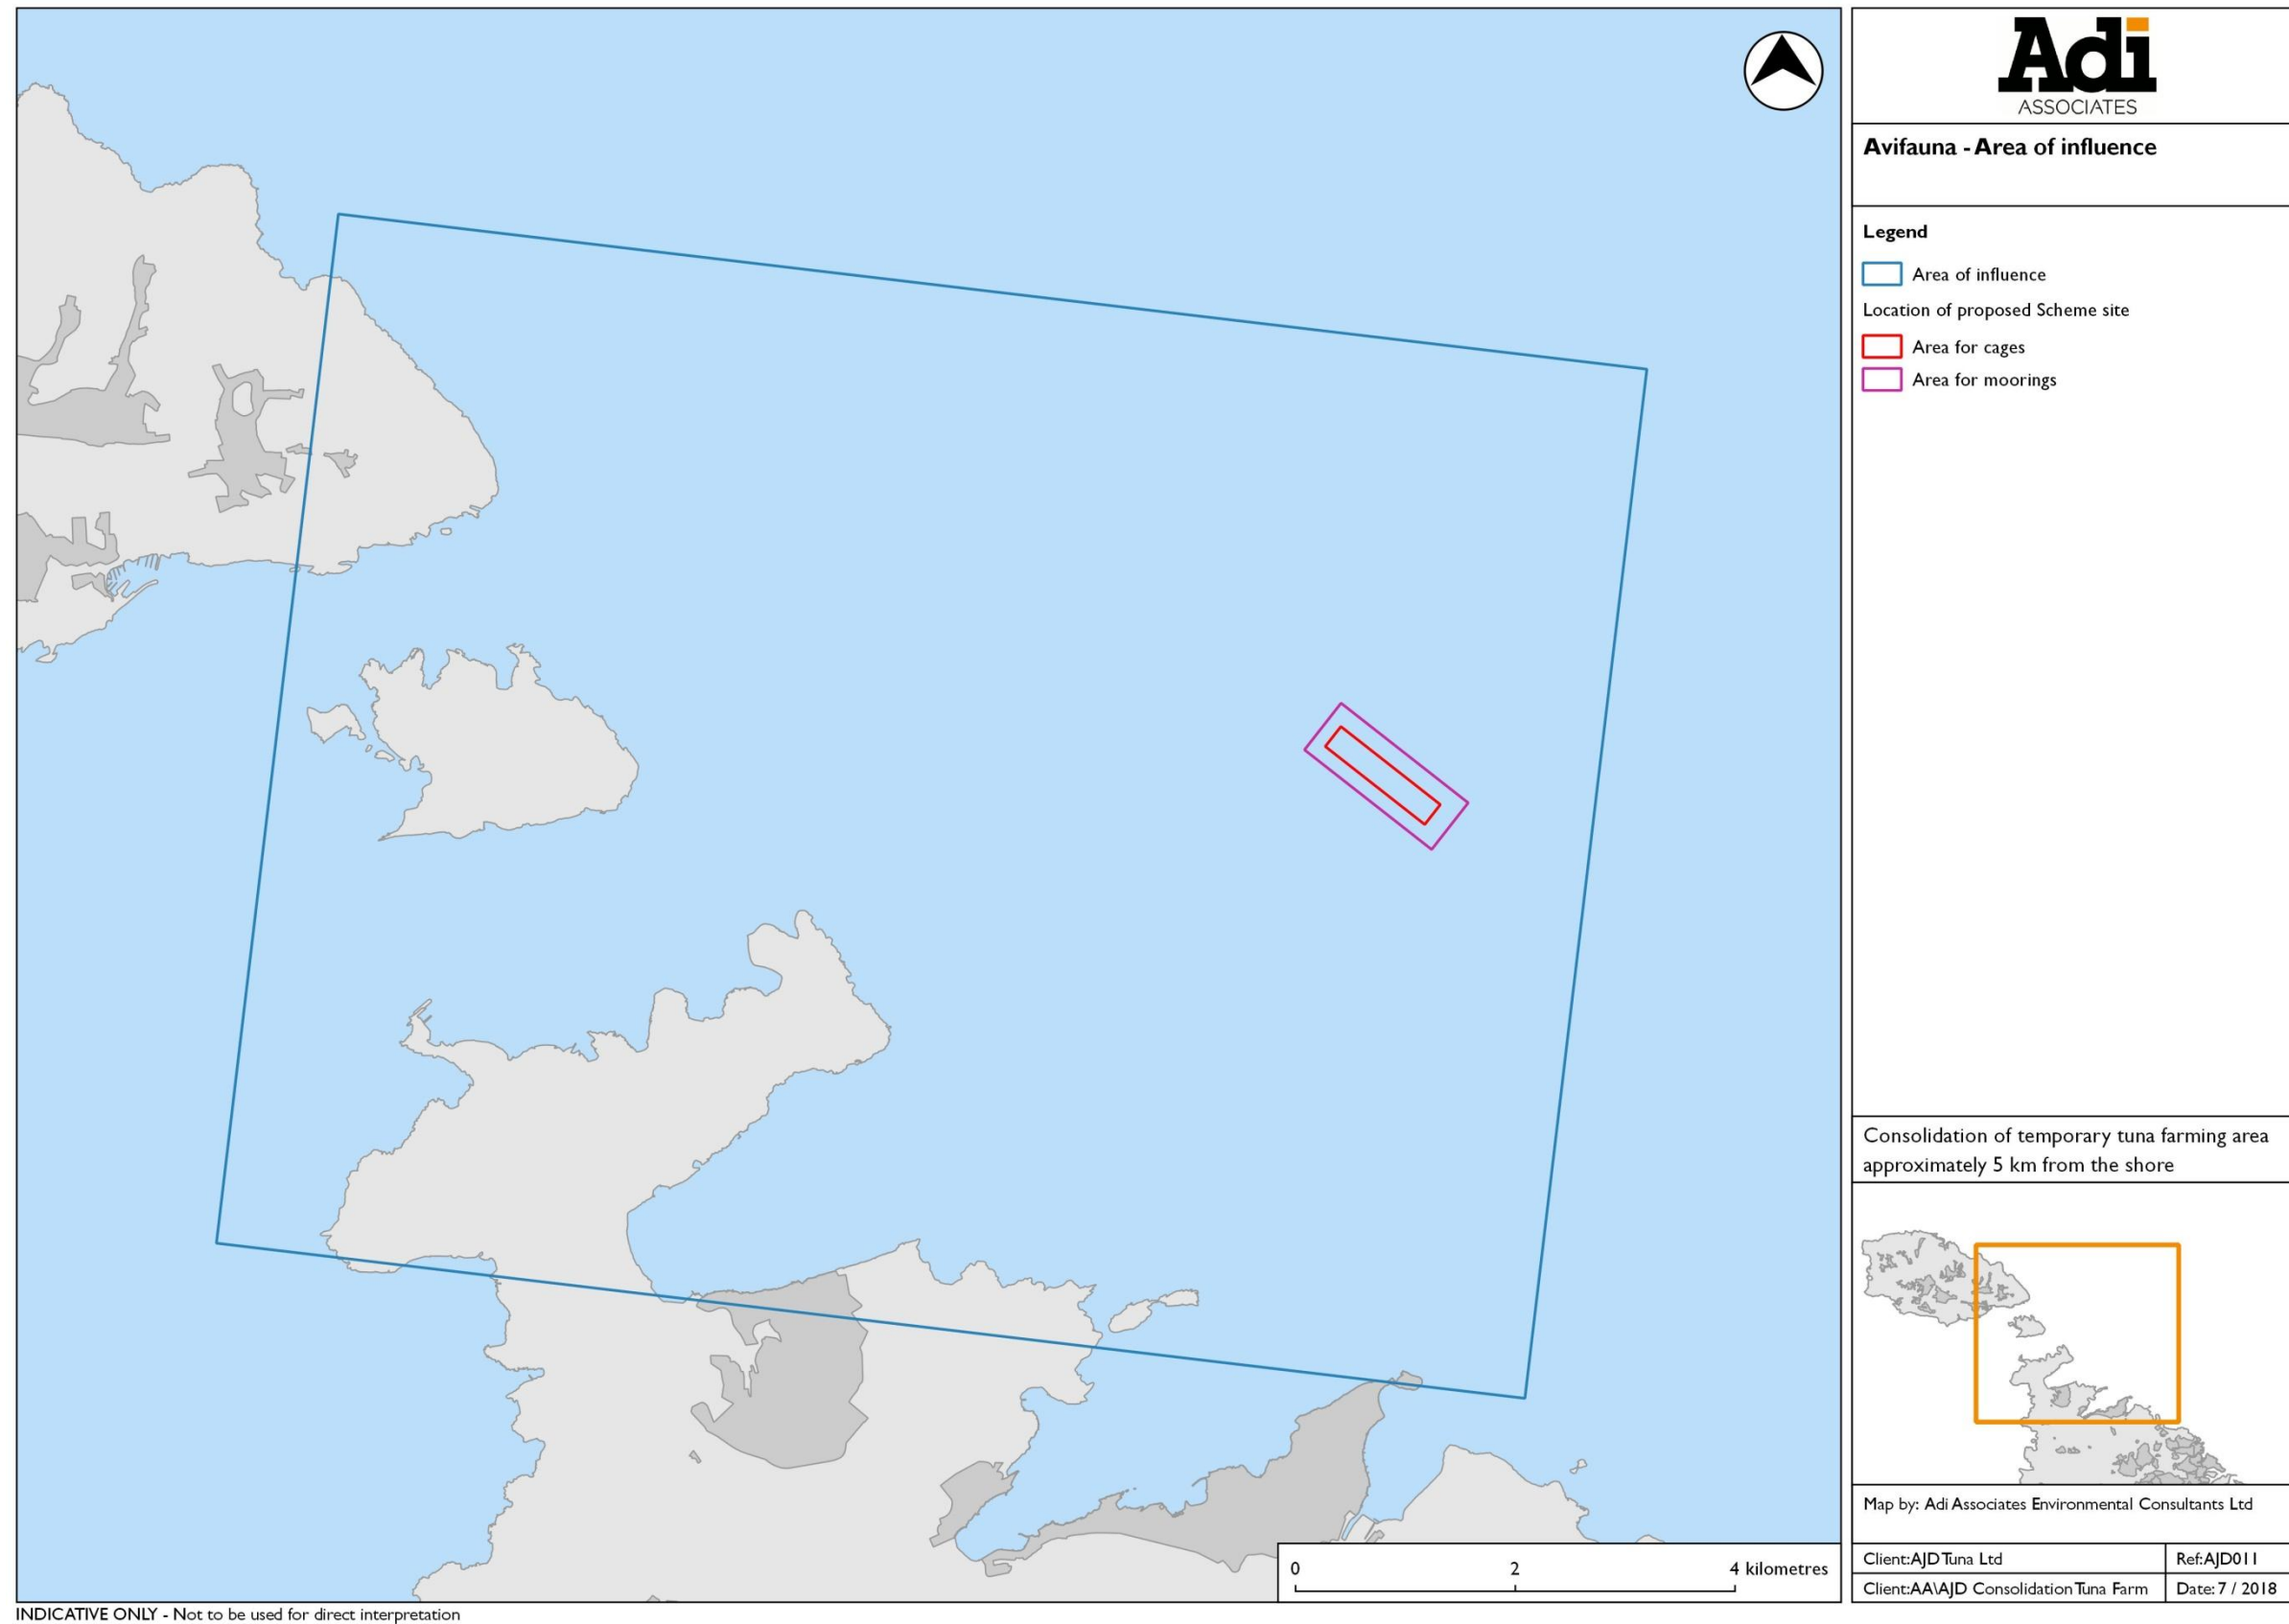 Adi
ASSOCIATES
Avifauna - Area of influence
Legend
Area of influence
Location of proposed Scheme site
Area for cages
Area for moorings
Consolidation of temporary tuna farming area
approximately 5 km from the shore
Map by: Adi Associates Environmental Consultants Ltd
Client:AJD Tuna Ltd
Ref:AJD011
Client:AA\AJD Consolidation Tuna Farm
Date: 7 / 2018
0 2 4 kilometres
INDICATIVE ONLY - Not to be used for direct interpretation